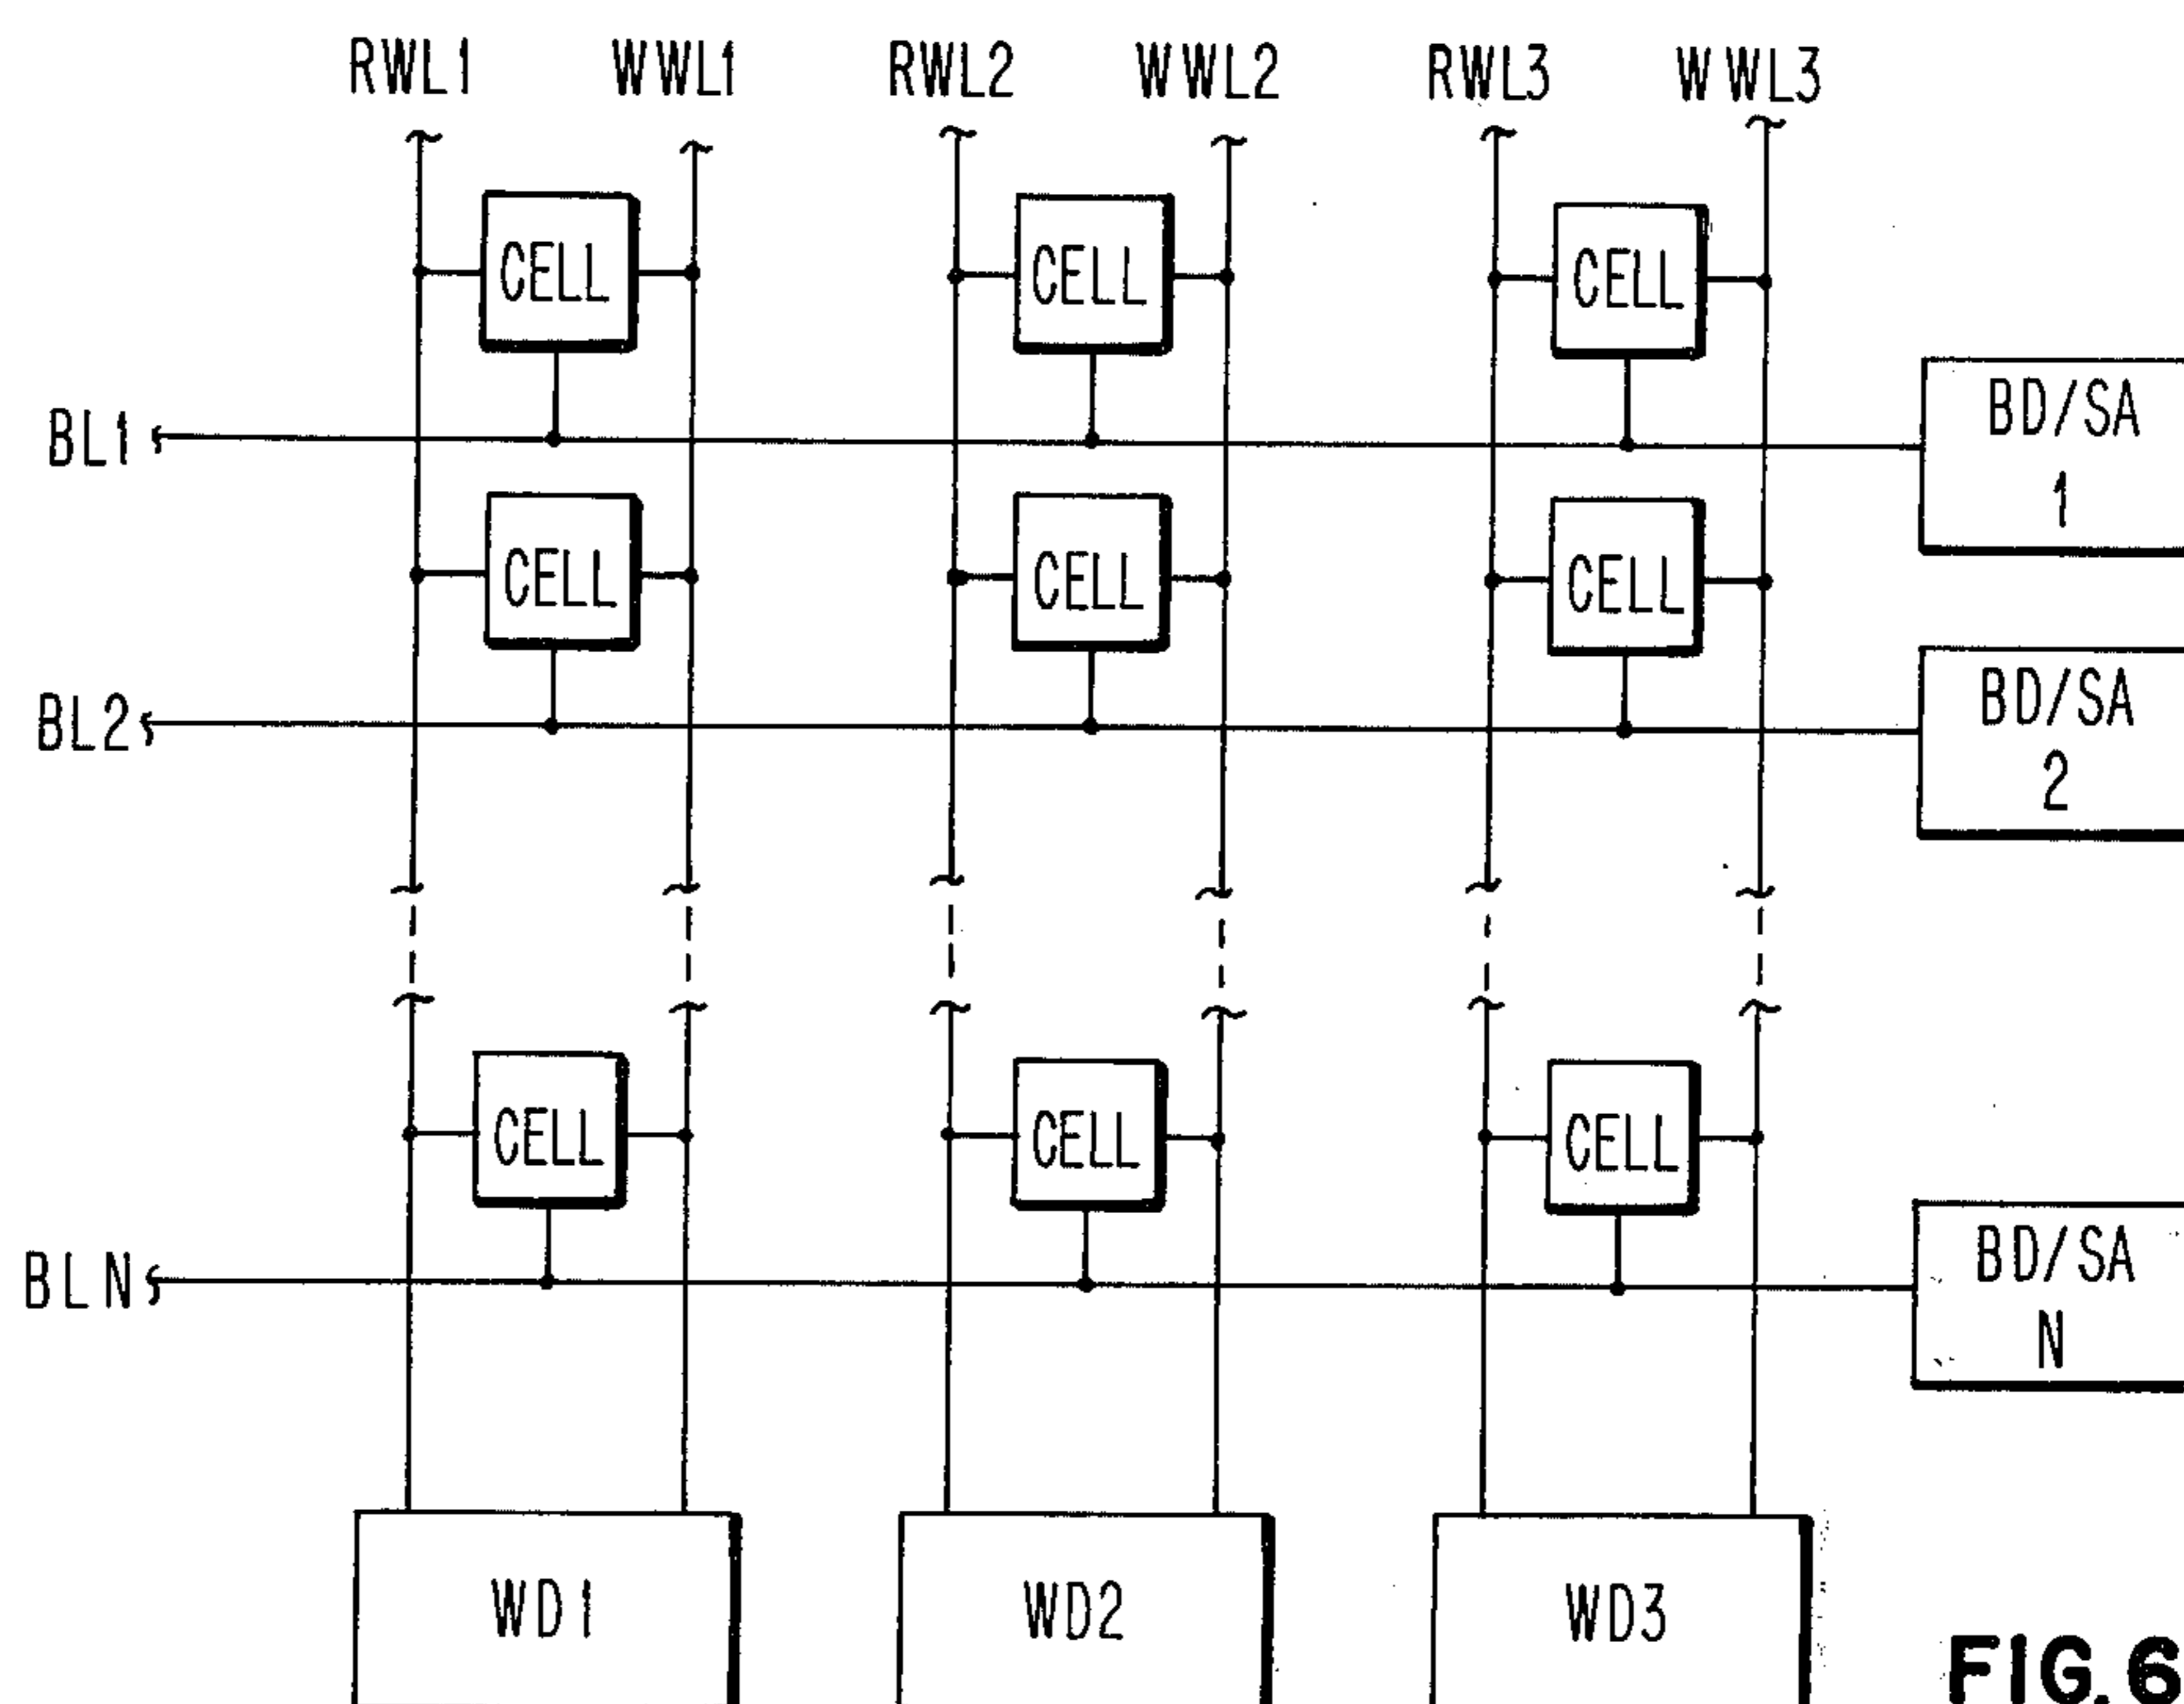 RWL1 WWL1 RWL2 WWL2 RWL3 WWL3
CELL CELL CELL
BL1
BD/SA
1
CELL CELL CELL
BL2
BD/SA
2
CELL CELL CELL
BLN
BD/SA
N
WD1 WD2 WD3
FIG.6